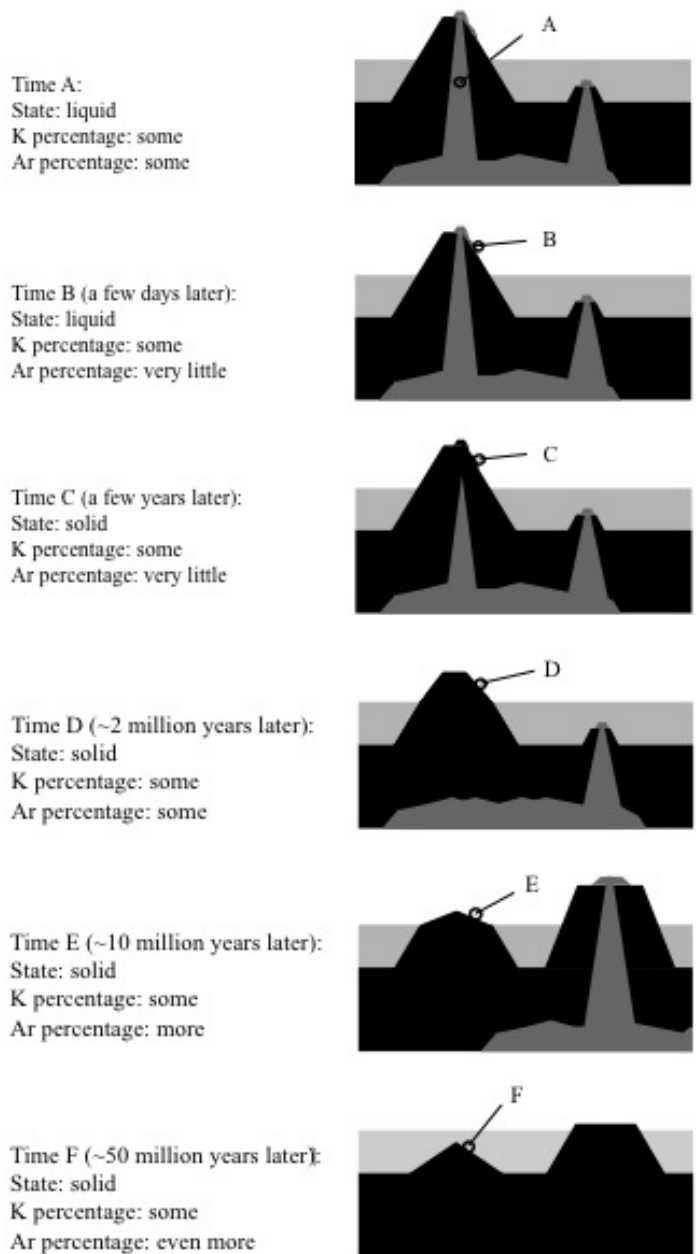 A
Time A:
State: liquid
K percentage: some
Ar percentage: some
B
Time B (a few days later):
State: liquid
K percentage: some
Ar percentage: very little
C
Time C (a few years later):
State: solid
K percentage: some
Ar percentage: very little
D
Time D (~2 million years later):
State: solid
K percentage: some
Ar percentage: some
E
Time E (~10 million years later):
State: solid
K percentage: some
Ar percentage: more
F
Time F (~50 million years later):
State: solid
K percentage: some
Ar percentage: even more